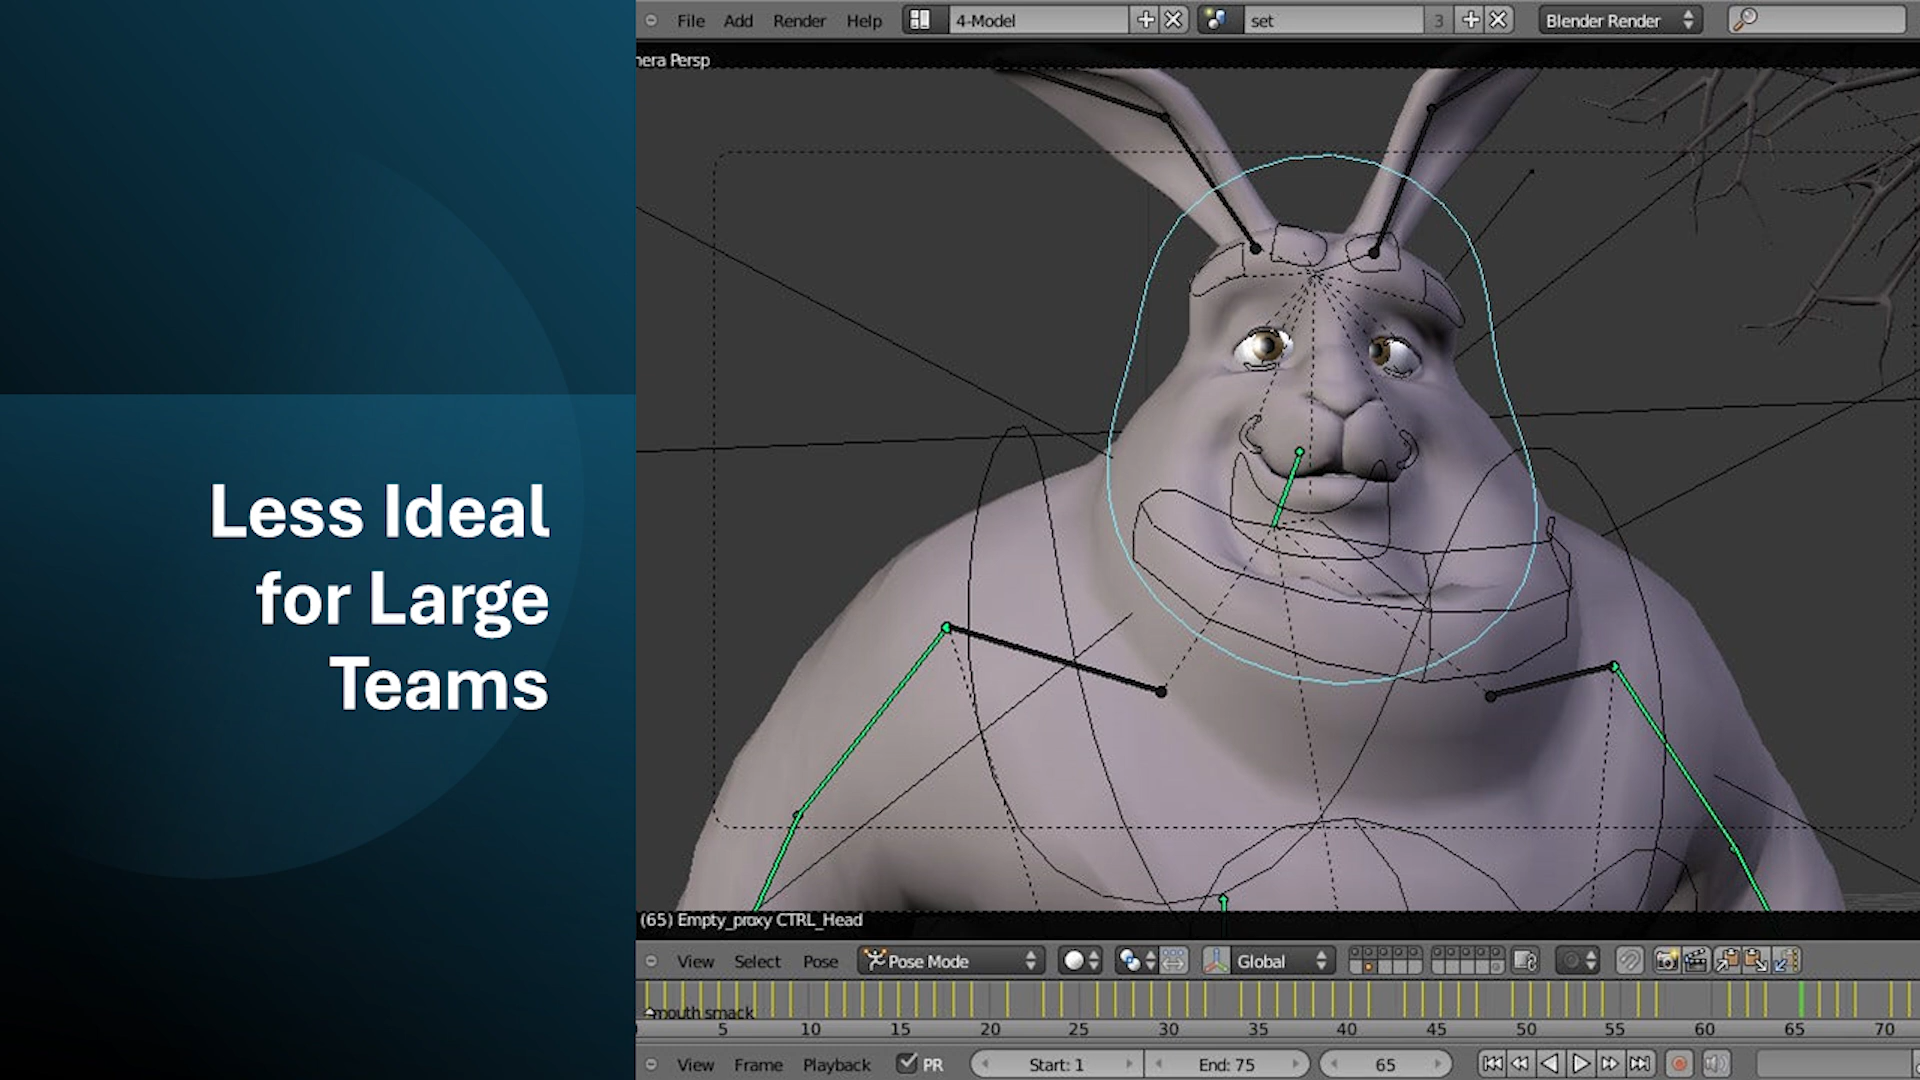 Less Ideal
for Large
Teams
File Add Render Help 4-Model set 3 Blender Render
nera Persp
(65) Empty_proxy CTRL_Head
View Select Pose Pose Mode Global
mouth smack
5 10 15 20 25 30 35 40 45 50 55 60 65 70
View Frame Playback PR Start: 1 End: 75 65